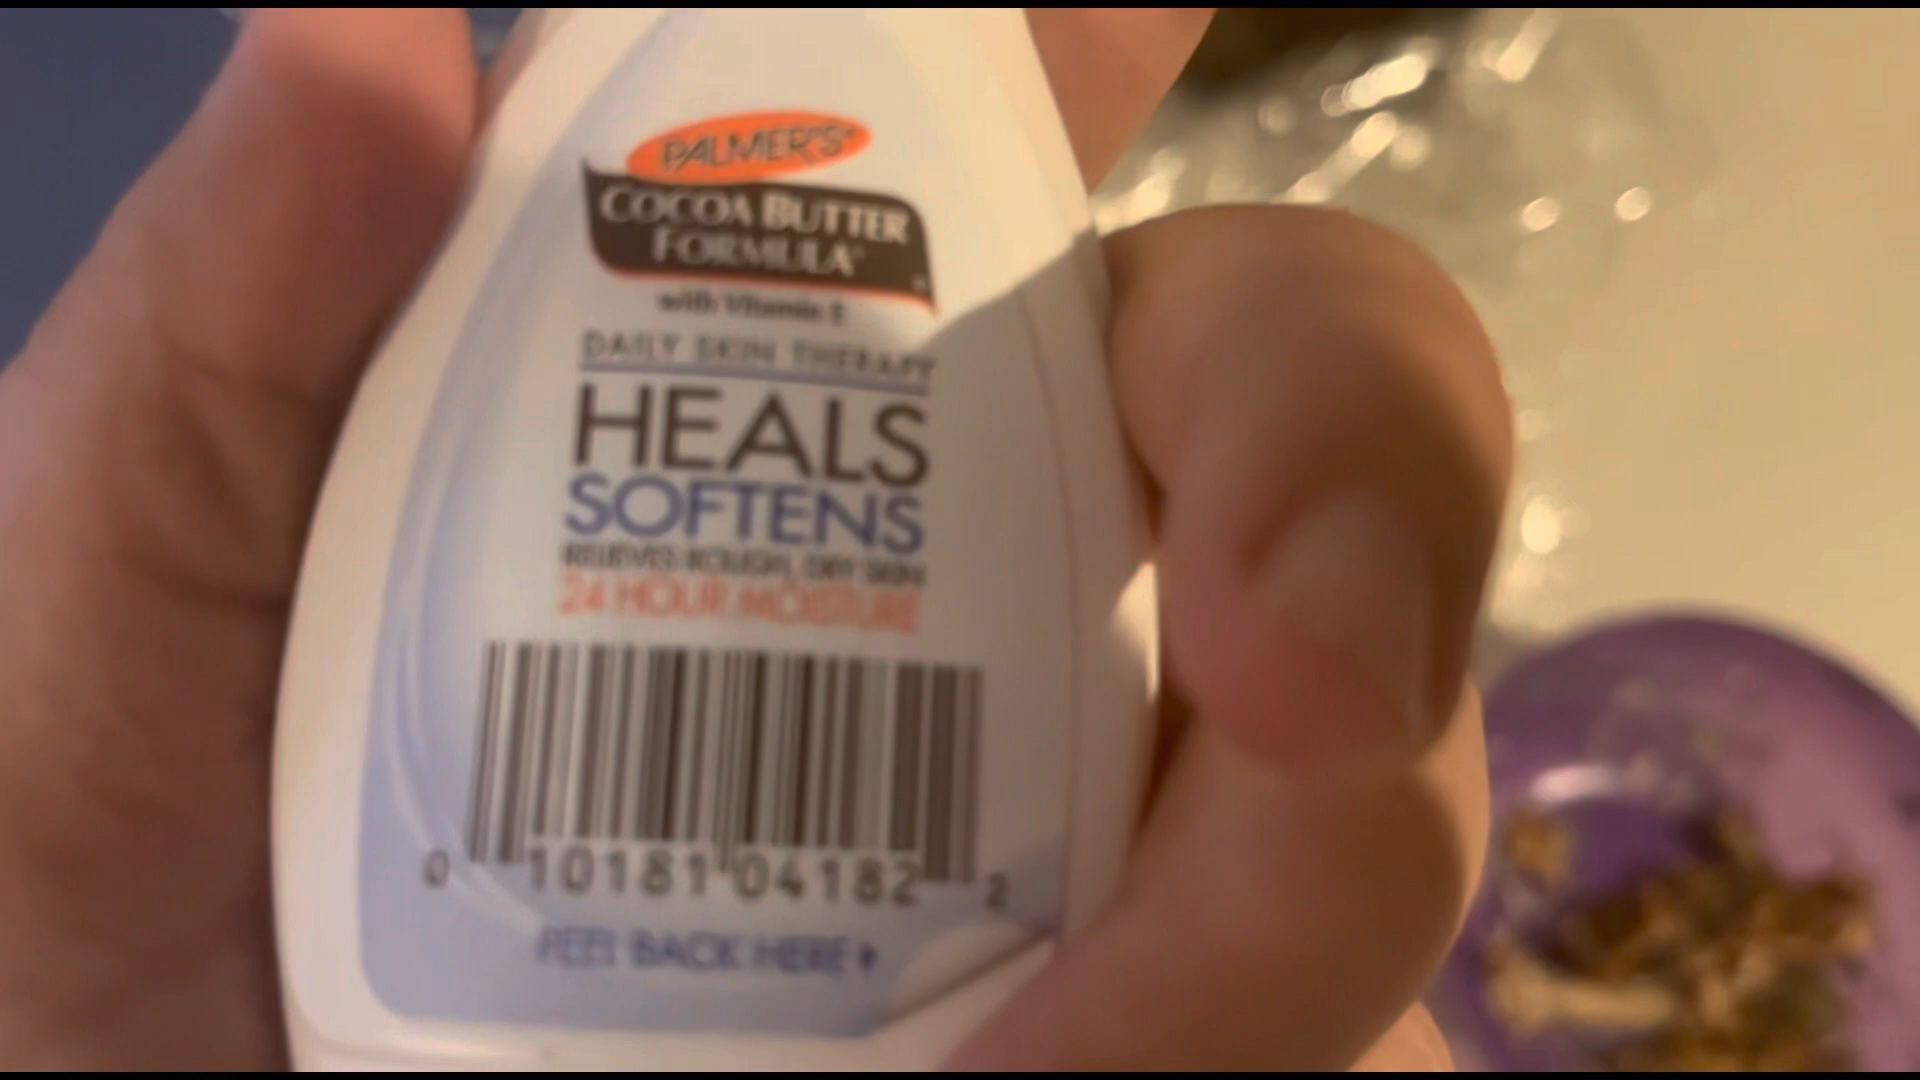 PALMER'S
COCOA BUTTER
FORMULA®
with Vitamin E
DAILY SKIN THERAPY
HEALS
SOFTENS
RELIEVES ROUGH, DRY SKIN
24 HOUR MOISTURE
0 10181 04182 2
PEEL BACK HERE